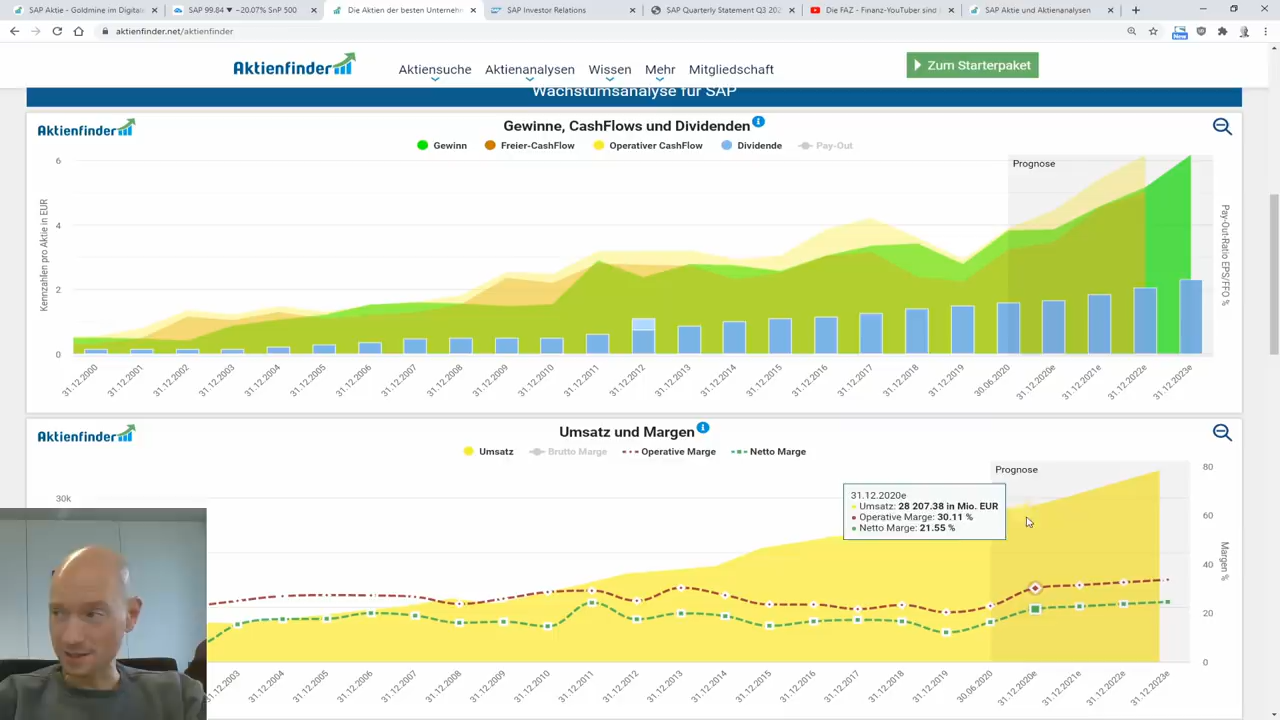 SAP Aktie - Goldmine im Digitale
SAP 99.84 ▼ −20.07% SnP 500
Die Aktien der besten Unternehm
SAP Investor Relations
SAP Quarterly Statement Q3 202
Die FAZ - Finanz-YouTuber sind
SAP Aktie und Aktienanalysen
aktienfinder.net/aktienfinder
New
Aktienfinder
Aktiensuche
Aktienanalysen
Wissen
Mehr
Mitgliedschaft
Zum Starterpaket
Wachstumsanalyse für SAP
Aktienfinder
Gewinne, CashFlows und Dividenden
Gewinn
Freier-CashFlow
Operativer CashFlow
Dividende
Pay-Out
Prognose
Kennzahlen pro Aktie in EUR
6
4
2
0
Pay-Out-Ratio EPS/FFO %
31.12.2000
31.12.2001
31.12.2002
31.12.2003
31.12.2004
31.12.2005
31.12.2006
31.12.2007
31.12.2008
31.12.2009
31.12.2010
31.12.2011
31.12.2012
31.12.2013
31.12.2014
31.12.2015
31.12.2016
31.12.2017
31.12.2018
31.12.2019
30.06.2020
31.12.2020e
31.12.2021e
31.12.2022e
31.12.2023e
Aktienfinder
Umsatz und Margen
Umsatz
Brutto Marge
Operative Marge
Netto Marge
Prognose
30k
31.12.2020e
Umsatz: 28 207.38 in Mio. EUR
Operative Marge: 30.11 %
Netto Marge: 21.55 %
80
60
40
20
0
Margen %
31.12.2003
31.12.2004
31.12.2005
31.12.2006
31.12.2007
31.12.2008
31.12.2009
31.12.2010
31.12.2011
31.12.2012
31.12.2013
31.12.2014
31.12.2015
31.12.2016
31.12.2017
31.12.2018
31.12.2019
30.06.2020
31.12.2020e
31.12.2021e
31.12.2022e
31.12.2023e